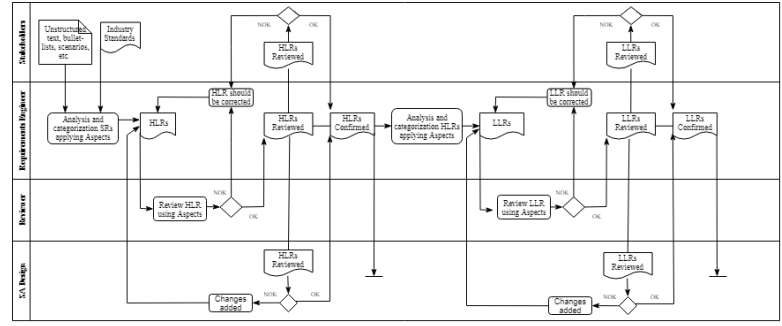 Stakeholders
Unstructured
text, bullet-
lists, scenarios,
etc.
Industry
Standards
NOK
OK
HLRs
Reviewed
NOK
OK
LLRs
Reviewed
Requirements Engineer
Analysis and
categorization SRs
applying Aspects
HLRs
HLR should
be corrected
HLRs
Reviewed
HLRs
Confirmed
Analysis and
categorization HLRs
applying Aspects
LLRs
LLR should
be corrected
LLRs
Reviewed
LLRs
Confirmed
Reviewer
Review HLR
using Aspects
NOK
OK
Review LLR
using Aspects
NOK
OK
SA Design
HLRs
Reviewed
Changes
added
NOK
OK
LLRs
Reviewed
Changes
added
NOK
OK